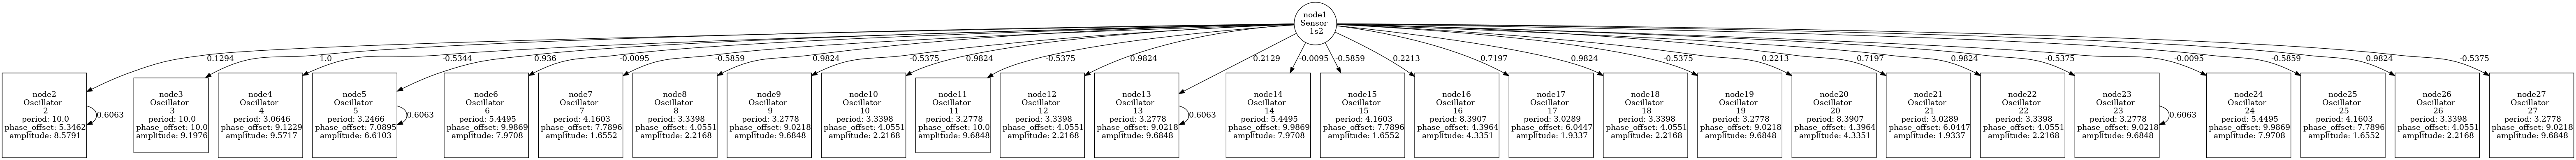 node1
Sensor
1s2
0.1294
1.0
-0.5344
0.936
-0.0095
-0.5859
0.9824
-0.5375
0.9824
-0.5375
0.9824
0.2129
-0.0095
-0.5859
0.2213
0.7197
0.9824
-0.5375
0.2213
0.7197
0.9824
-0.5375
-0.0095
-0.5859
0.9824
-0.5375
node2
Oscillator
2
period: 10.0
phase_offset: 5.3462
amplitude: 8.5791
0.6063
node3
Oscillator
3
period: 10.0
phase_offset: 10.0
amplitude: 9.1976
node4
Oscillator
4
period: 3.0646
phase_offset: 9.1229
amplitude: 9.5717
node5
Oscillator
5
period: 3.2466
phase_offset: 7.0895
amplitude: 6.6103
0.6063
node6
Oscillator
6
period: 5.4495
phase_offset: 9.9869
amplitude: 7.9708
node7
Oscillator
7
period: 4.1603
phase_offset: 7.7896
amplitude: 1.6552
node8
Oscillator
8
period: 3.3398
phase_offset: 4.0551
amplitude: 2.2168
node9
Oscillator
9
period: 3.2778
phase_offset: 9.0218
amplitude: 9.6848
node10
Oscillator
10
period: 3.3398
phase_offset: 4.0551
amplitude: 2.2168
node11
Oscillator
11
period: 3.2778
phase_offset: 10.0
amplitude: 9.6848
node12
Oscillator
12
period: 3.3398
phase_offset: 4.0551
amplitude: 2.2168
node13
Oscillator
13
period: 3.2778
phase_offset: 9.0218
amplitude: 9.6848
0.6063
node14
Oscillator
14
period: 5.4495
phase_offset: 9.9869
amplitude: 7.9708
node15
Oscillator
15
period: 4.1603
phase_offset: 7.7896
amplitude: 1.6552
node16
Oscillator
16
period: 8.3907
phase_offset: 4.3964
amplitude: 4.3351
node17
Oscillator
17
period: 3.0289
phase_offset: 6.0447
amplitude: 1.9337
node18
Oscillator
18
period: 3.3398
phase_offset: 4.0551
amplitude: 2.2168
node19
Oscillator
19
period: 3.2778
phase_offset: 9.0218
amplitude: 9.6848
node20
Oscillator
20
period: 8.3907
phase_offset: 4.3964
amplitude: 4.3351
node21
Oscillator
21
period: 3.0289
phase_offset: 6.0447
amplitude: 1.9337
node22
Oscillator
22
period: 3.3398
phase_offset: 4.0551
amplitude: 2.2168
node23
Oscillator
23
period: 3.2778
phase_offset: 9.0218
amplitude: 9.6848
0.6063
node24
Oscillator
24
period: 5.4495
phase_offset: 9.9869
amplitude: 7.9708
node25
Oscillator
25
period: 4.1603
phase_offset: 7.7896
amplitude: 1.6552
node26
Oscillator
26
period: 3.3398
phase_offset: 4.0551
amplitude: 2.2168
node27
Oscillator
27
period: 3.2778
phase_offset: 9.0218
amplitude: 9.6848